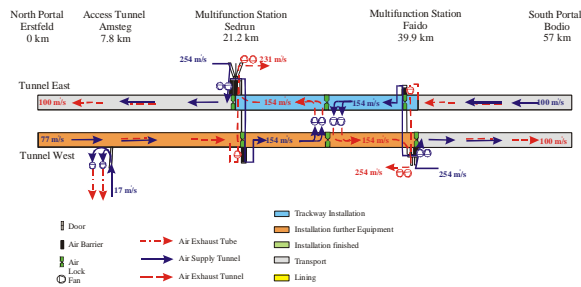 North Portal
Erstfeld
0 km
Access Tunnel
Amsteg
7.8 km
Multifunction Station
Sedrun
21.2 km
Multifunction Station
Faido
39.9 km
South Portal
Bodio
57 km
254 m/s
231 m/s
Tunnel East
100 m/s
154 m/s
154 m/s
100 m/s
77 m/s
154 m/s
154 m/s
100 m/s
Tunnel West
17 m/s
254 m/s
254 m/s
Door
Air Barrier
Air
Lock
Fan
Air Exhaust Tube
Air Supply Tunnel
Air Exhaust Tunnel
Trackway Installation
Installation further Equipment
Installation finished
Transport
Lining